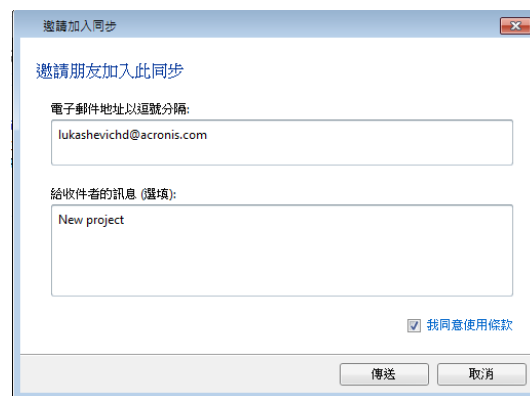 邀請加入同步
邀請朋友加入此同步
電子郵件地址以逗號分隔:
lukashevichd@acronis.com
給收件者的訊息 (選填):
New project
我同意使用條款
傳送
取消